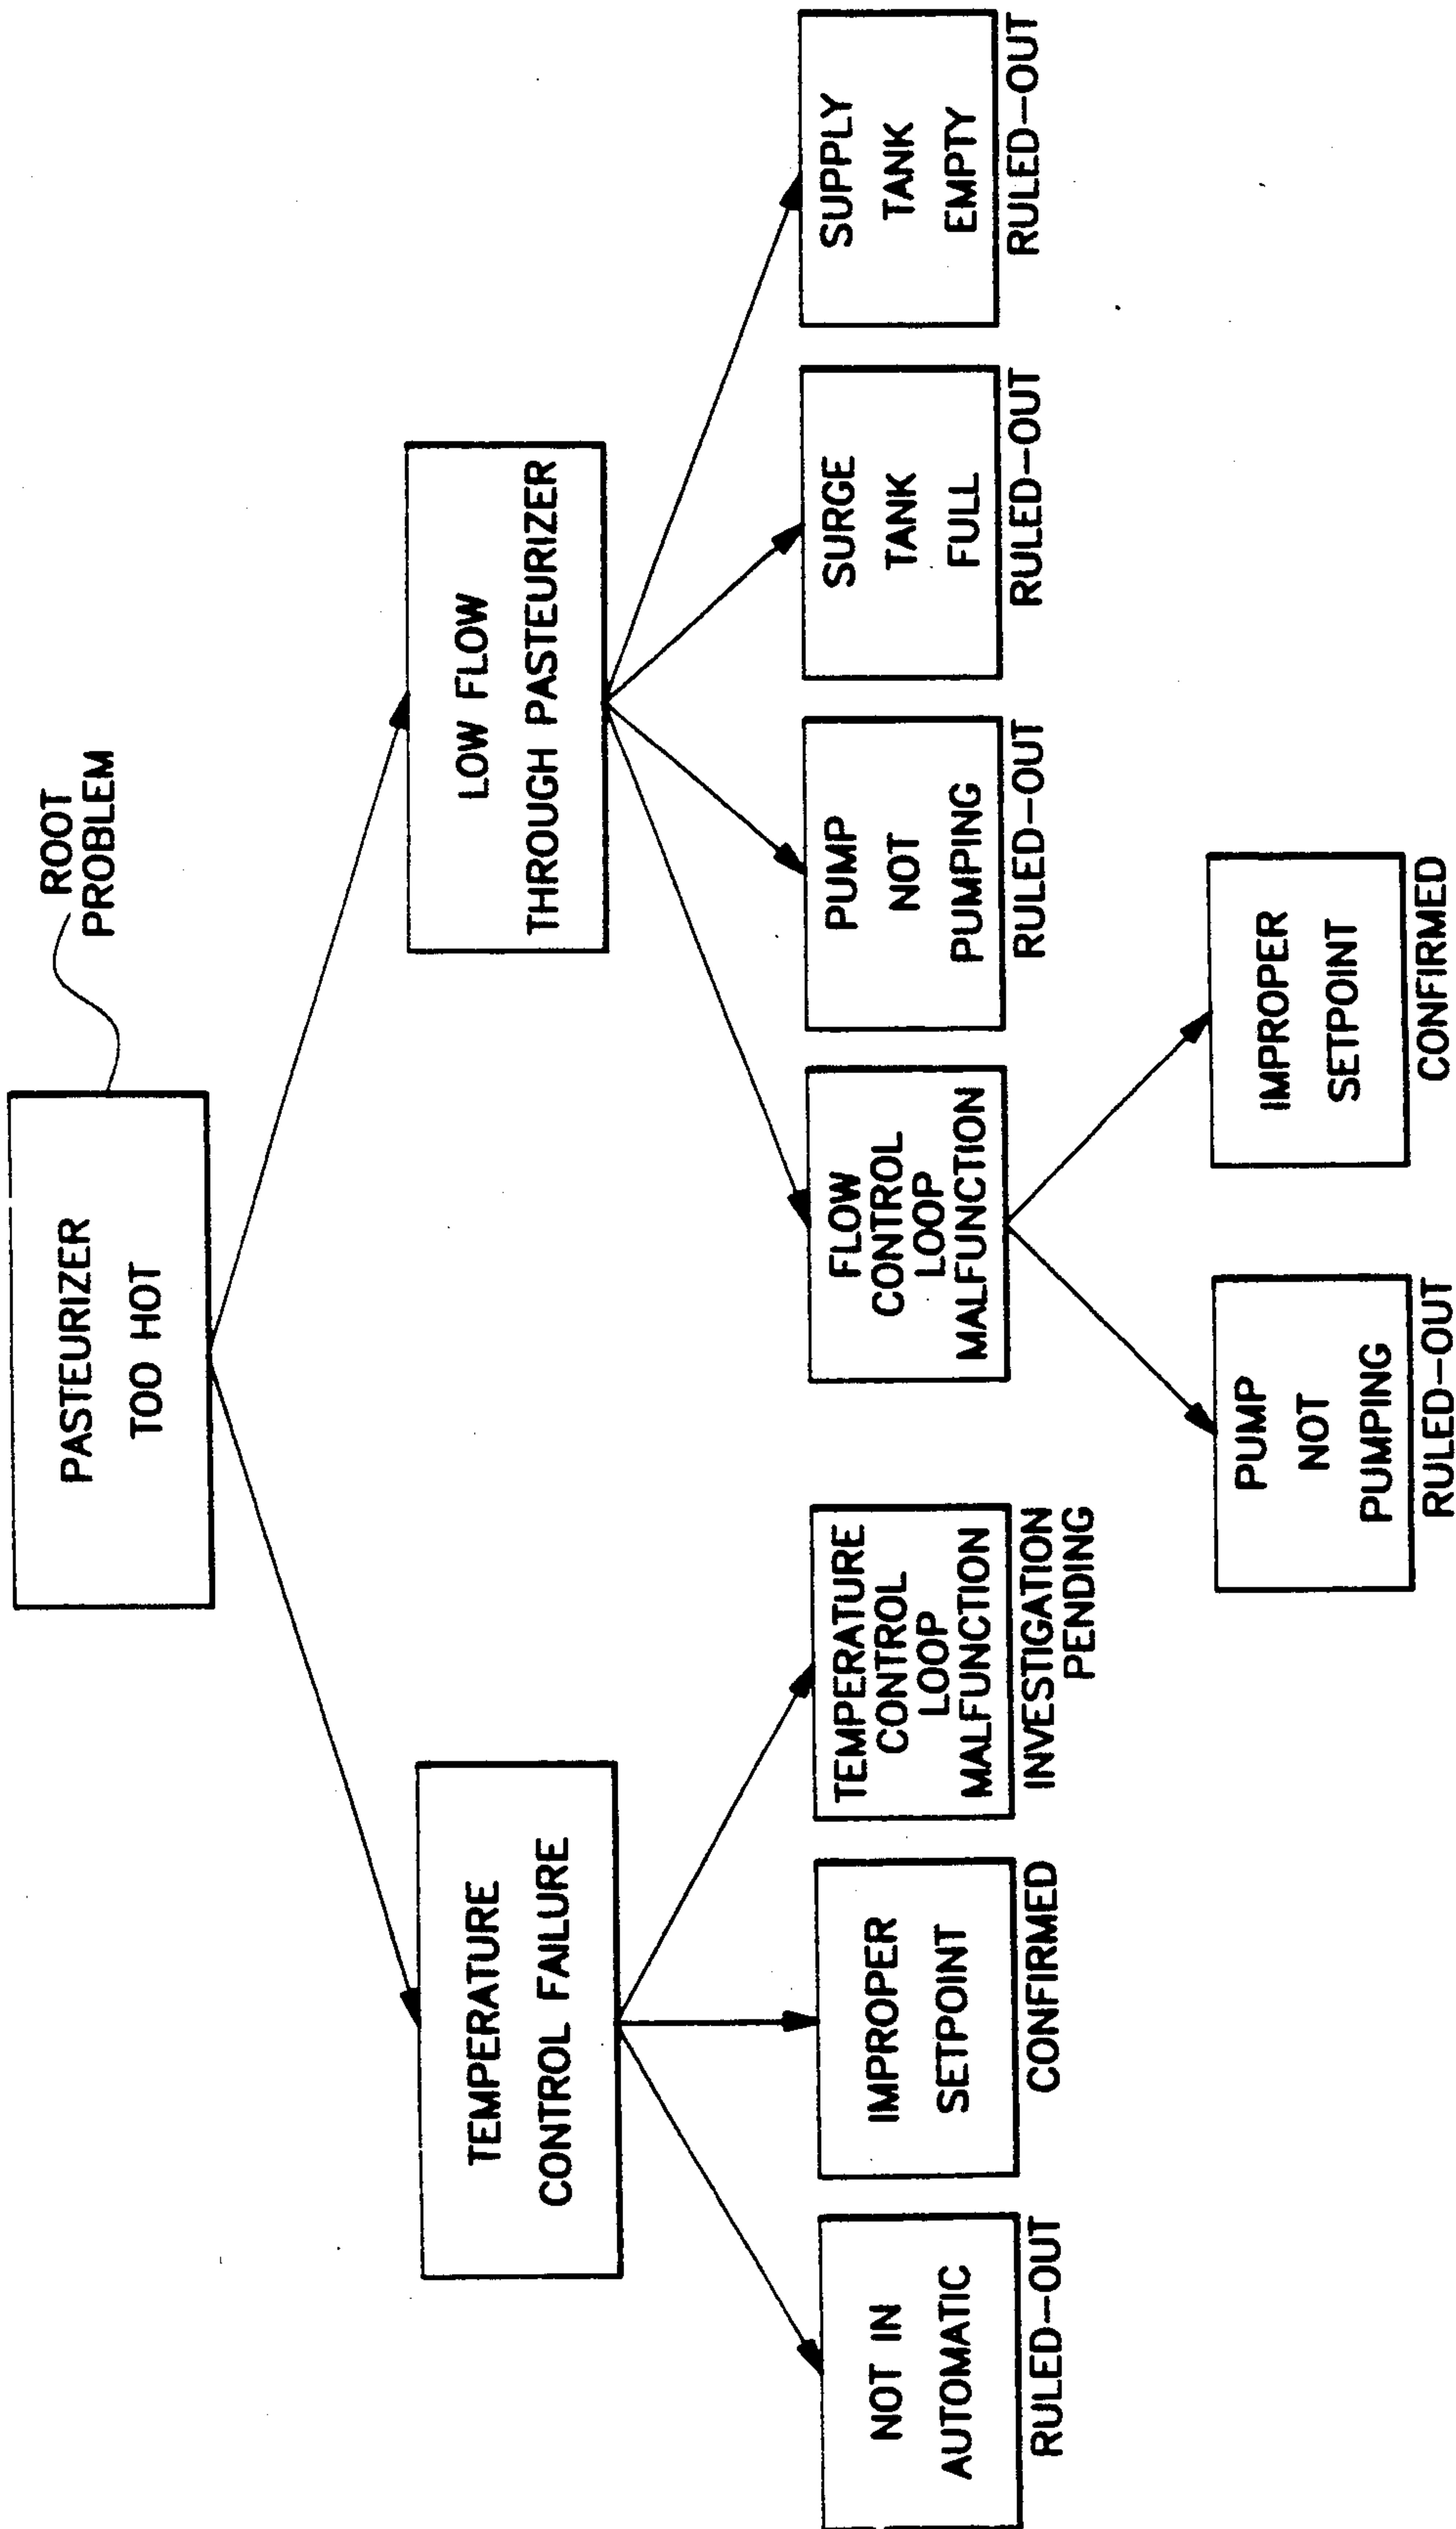 PASTEURIZER
TOO HOT
ROOT
PROBLEM
TEMPERATURE
CONTROL FAILURE
LOW FLOW
THROUGH PASTEURIZER
NOT IN
AUTOMATIC
RULED-OUT
IMPROPER
SETPOINT
CONFIRMED
TEMPERATURE
CONTROL
LOOP
MALFUNCTION
INVESTIGATION
PENDING
FLOW
CONTROL
LOOP
MALFUNCTION
PUMP
NOT
PUMPING
RULED-OUT
SURGE
TANK
FULL
RULED-OUT
SUPPLY
TANK
EMPTY
RULED-OUT
PUMP
NOT
PUMPING
RULED-OUT
IMPROPER
SETPOINT
CONFIRMED